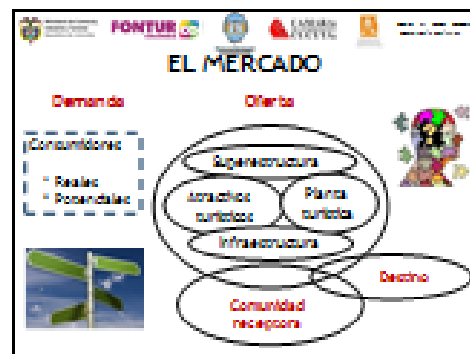 FONTUR
EL MERCADO
Demanda
Oferta
Consumidores
* Reales
* Potenciales
Superestructura
Atractivos
turísticos
Planta
turística
Infraestructura
Destino
Comunidad
receptora